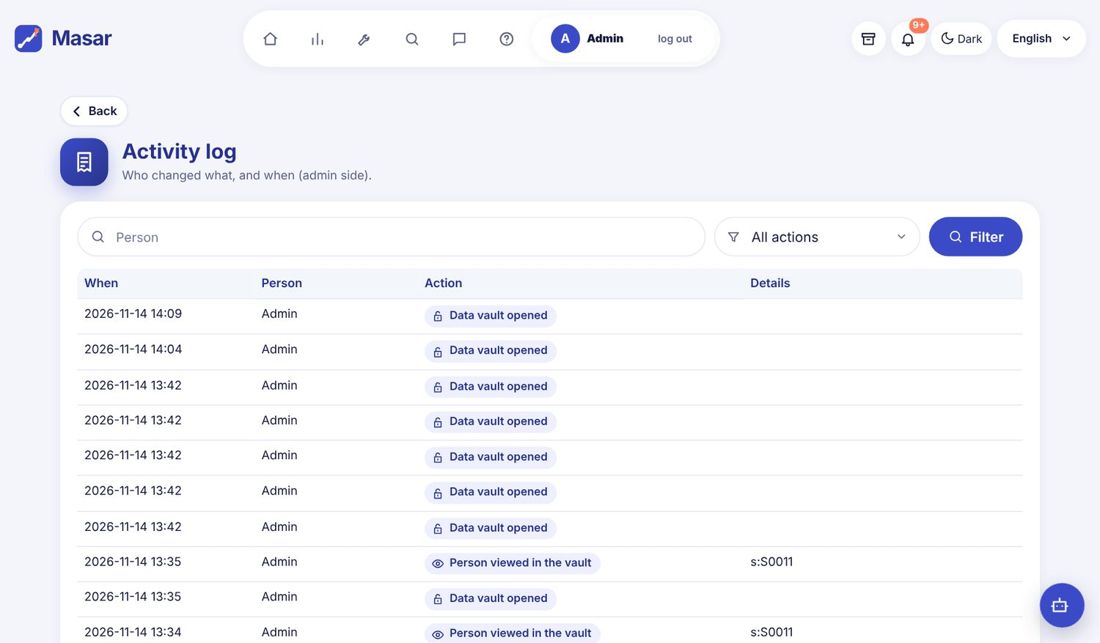 Masar
A Admin log out
9+
Dark
English
Back
Activity log
Who changed what, and when (admin side).
Person
All actions
Filter
When Person Action Details
2026-11-14 14:09 Admin Data vault opened
2026-11-14 14:04 Admin Data vault opened
2026-11-14 13:42 Admin Data vault opened
2026-11-14 13:42 Admin Data vault opened
2026-11-14 13:42 Admin Data vault opened
2026-11-14 13:42 Admin Data vault opened
2026-11-14 13:42 Admin Data vault opened
2026-11-14 13:35 Admin Person viewed in the vault s:S0011
2026-11-14 13:35 Admin Data vault opened
2026-11-14 13:34 Admin Person viewed in the vault s:S0011